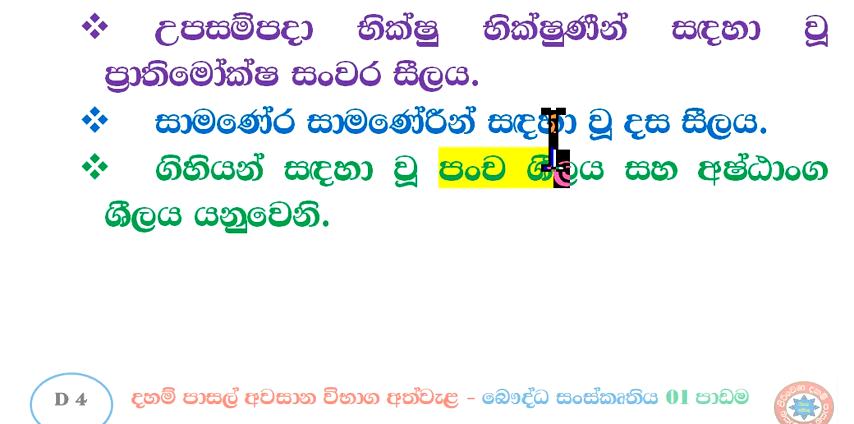 ❖ උපසම්පදා භික්ෂු භික්ෂුණීන් සඳහා වූ
ප්‍රාතිමෝක්ෂ සංවර සීලය.
❖ සාමණේර සාමණේරීන් සඳහා වූ දස සීලය.
❖ ගිහියන් සඳහා වූ පංච ශීලය සහ අෂ්ඨාංග
ශීලය යනුවෙනි.
D 4
දහම් පාසල් අවසාන විභාග අත්වැළ - බෞද්ධ සංස්කෘතිය 01 පාඩම